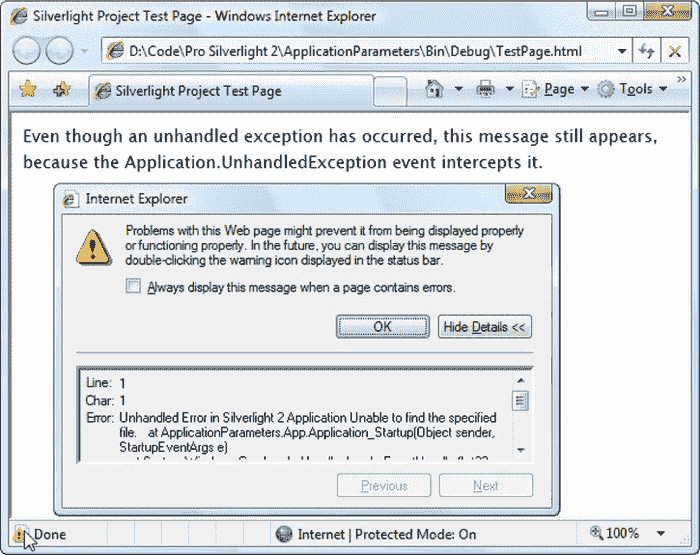 Silverlight Project Test Page - Windows Internet Explorer
D:\Code\Pro Silverlight 2\ApplicationParameters\Bin\Debug\TestPage.html
Silverlight Project Test Page
Page
Tools
Even though an unhandled exception has occurred, this message still appears,
because the Application.UnhandledException event intercepts it.
Internet Explorer
Problems with this Web page might prevent it from being displayed properly
or functioning properly. In the future, you can display this message by
double-clicking the warning icon displayed in the status bar.
Always display this message when a page contains errors.
OK
Hide Details <<
Line: 1
Char: 1
Error: Unhandled Error in Silverlight 2 Application Unable to find the specified
file. at ApplicationParameters.App.Application_Startup(Object sender,
StartupEventArgs e)
Previous
Next
Done
Internet | Protected Mode: On
100%